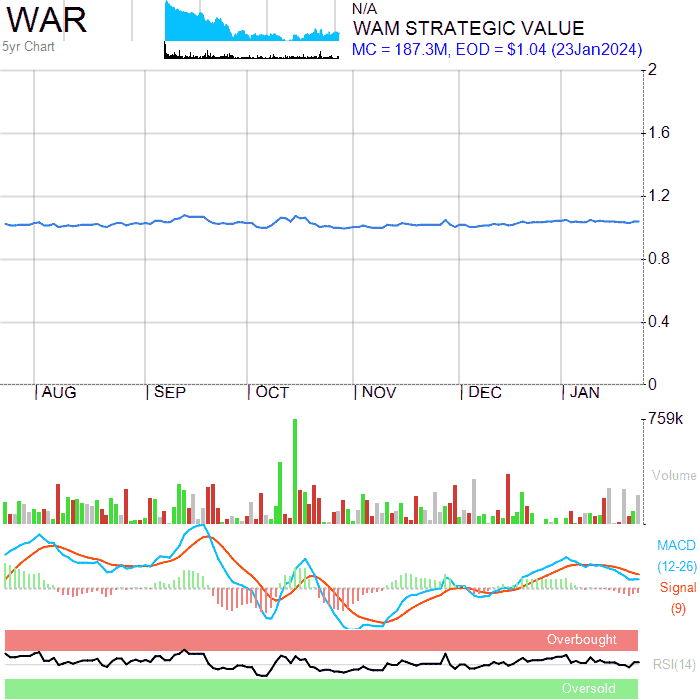 WAR
5yr Chart
N/A
WAM STRATEGIC VALUE
MC = 187.3M, EOD = $1.04 (23Jan2024)
2
1.6
1.2
0.8
0.4
0
AUG SEP OCT NOV DEC JAN
759k
Volume
MACD
(12-26)
Signal
(9)
Overbought
RSI(14)
Oversold